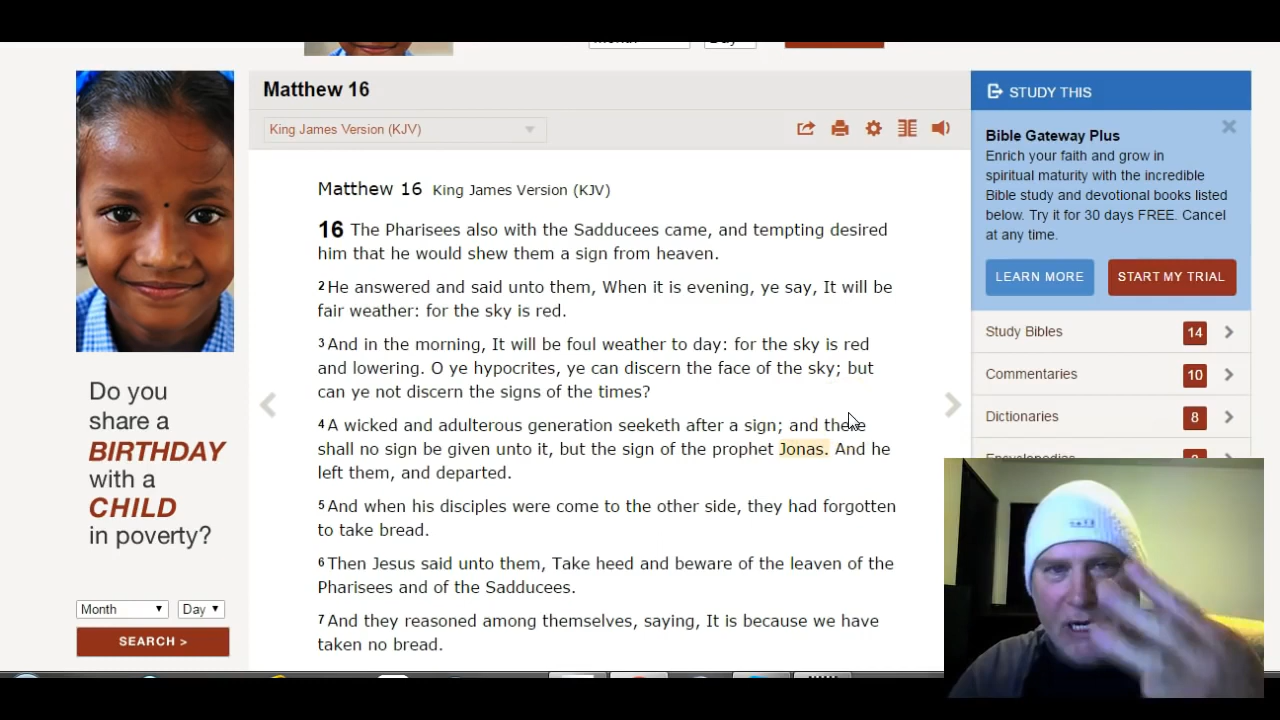 Matthew 16
King James Version (KJV)
Matthew 16 King James Version (KJV)
16 The Pharisees also with the Sadducees came, and tempting desired
him that he would shew them a sign from heaven.
2 He answered and said unto them, When it is evening, ye say, It will be
fair weather: for the sky is red.
3 And in the morning, It will be foul weather to day: for the sky is red
and lowering. O ye hypocrites, ye can discern the face of the sky; but
can ye not discern the signs of the times?
4 A wicked and adulterous generation seeketh after a sign; and there
shall no sign be given unto it, but the sign of the prophet Jonas. And he
left them, and departed.
5 And when his disciples were come to the other side, they had forgotten
to take bread.
6 Then Jesus said unto them, Take heed and beware of the leaven of the
Pharisees and of the Sadducees.
7 And they reasoned among themselves, saying, It is because we have
taken no bread.
Do you
share a
BIRTHDAY
with a
CHILD
in poverty?
Month Day
SEARCH >
STUDY THIS
Bible Gateway Plus
Enrich your faith and grow in
spiritual maturity with the incredible
Bible study and devotional books listed
below. Try it for 30 days FREE. Cancel
at any time.
LEARN MORE START MY TRIAL
Study Bibles 14
Commentaries 10
Dictionaries 8